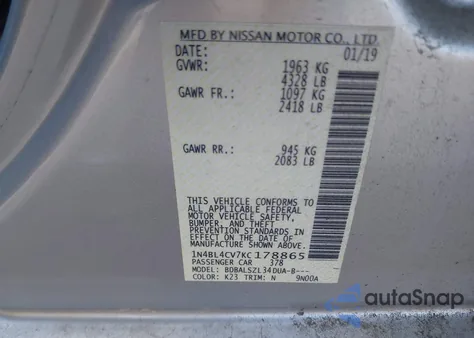 MFD BY NISSAN MOTOR CO., LTD.
DATE: 01/19
GVWR: 1963 KG
4328 LB
GAWR FR.: 1097 KG
2418 LB
GAWR RR.: 945 KG
2083 LB
THIS VEHICLE CONFORMS TO
ALL APPLICABLE FEDERAL
MOTOR VEHICLE SAFETY,
BUMPER, AND THEFT
PREVENTION STANDARDS IN
EFFECT ON THE DATE OF
MANUFACTURE SHOWN ABOVE.
1N4BL4CV7KC178865
PASSENGER CAR 378
MODEL: BDBALSZL34DUA-B---
COLOR: K23 TRIM: N 9N00A
autoSnap